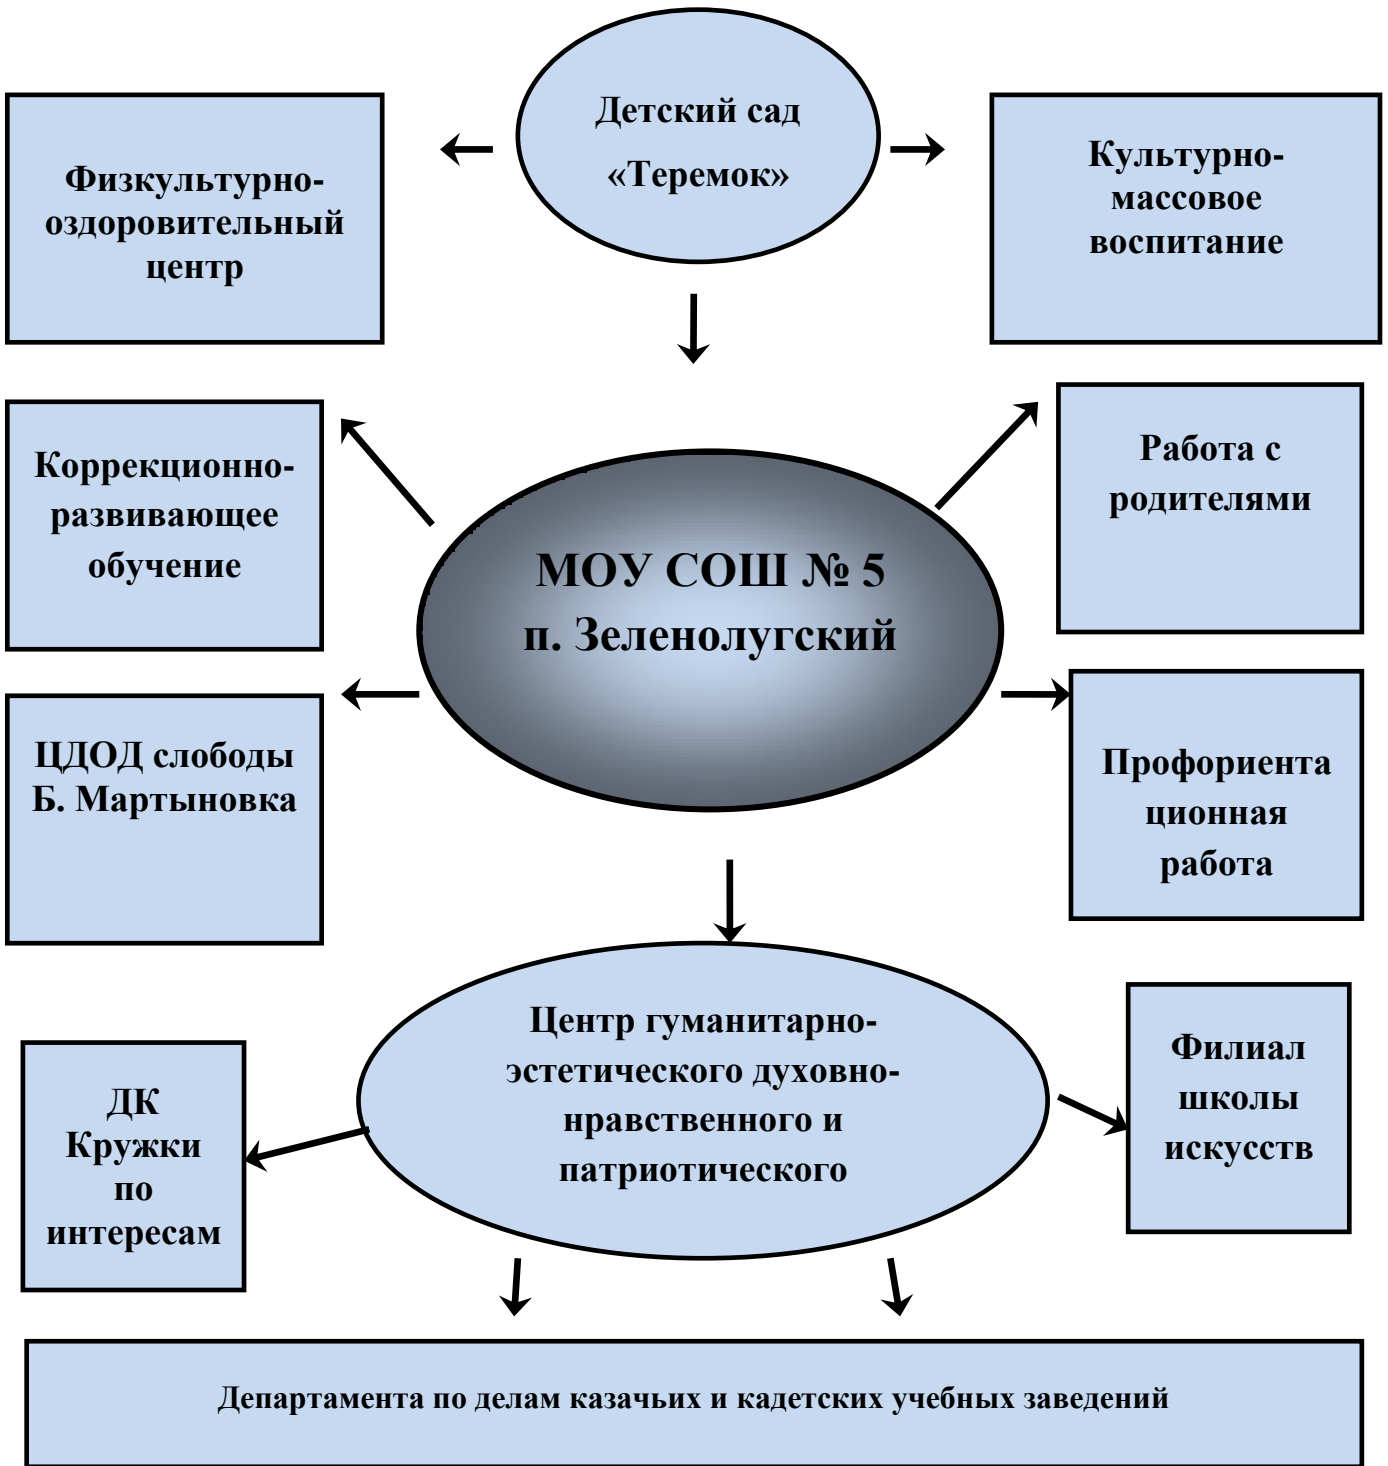 Детский сад
«Теремок»
Физкультурно-
оздоровительный
центр
Культурно-
массовое
воспитание
Коррекционно-
развивающее
обучение
Работа с
родителями
МОУ СОШ № 5
п. Зеленолугский
ЦДОД слободы
Б. Мартыновка
Профориента
ционная
работа
Центр гуманитарно-
эстетического духовно-
нравственного и
патриотического
ДК
Кружки
по
интересам
Филиал
школы
искусств
Департамента по делам казачьих и кадетских учебных заведений